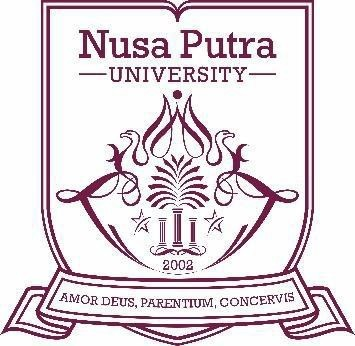 Nusa Putra
UNIVERSITY
2002
AMOR DEUS, PARENTIUM, CONCERVIS